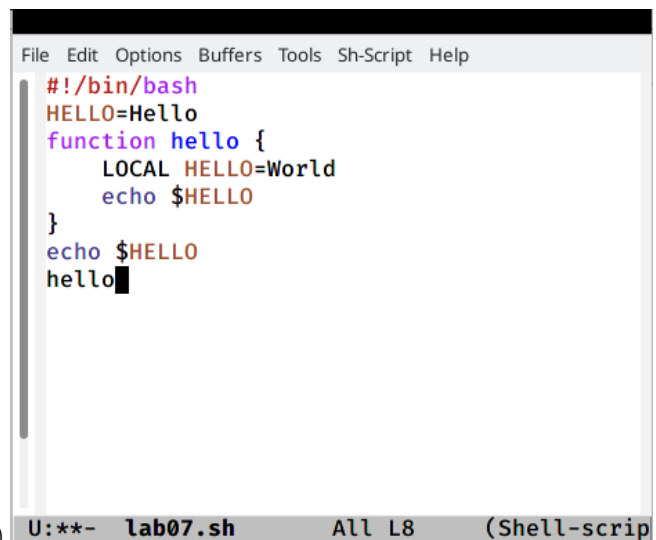 File Edit Options Buffers Tools Sh-Script Help
#!/bin/bash
HELLO=Hello
function hello {
    LOCAL HELLO=World
    echo $HELLO
}
echo $HELLO
hello
) U:**- lab07.sh All L8 (Shell-scrip